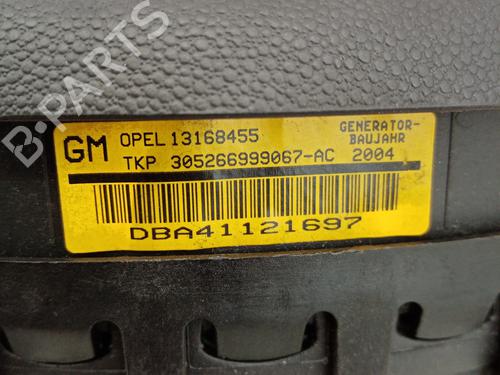 GM OPEL 13168455 GENERATOR-
BAUJAHR
TKP 305266999067-AC 2004
DBA41121697
B-PARTS